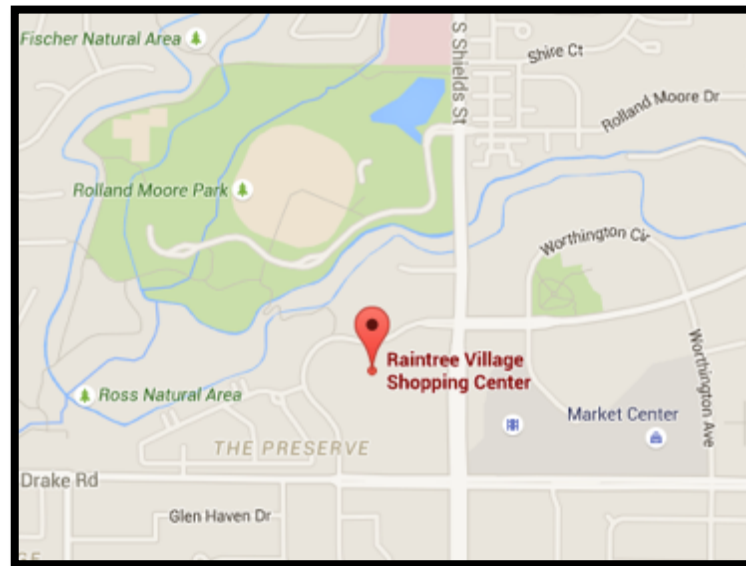 Fischer Natural Area
S Shields St
Shire Ct
Rolland Moore Dr
Rolland Moore Park
Worthington Cir
Raintree Village
Shopping Center
Worthington Ave
Ross Natural Area
Market Center
THE PRESERVE
Drake Rd
Glen Haven Dr
GE